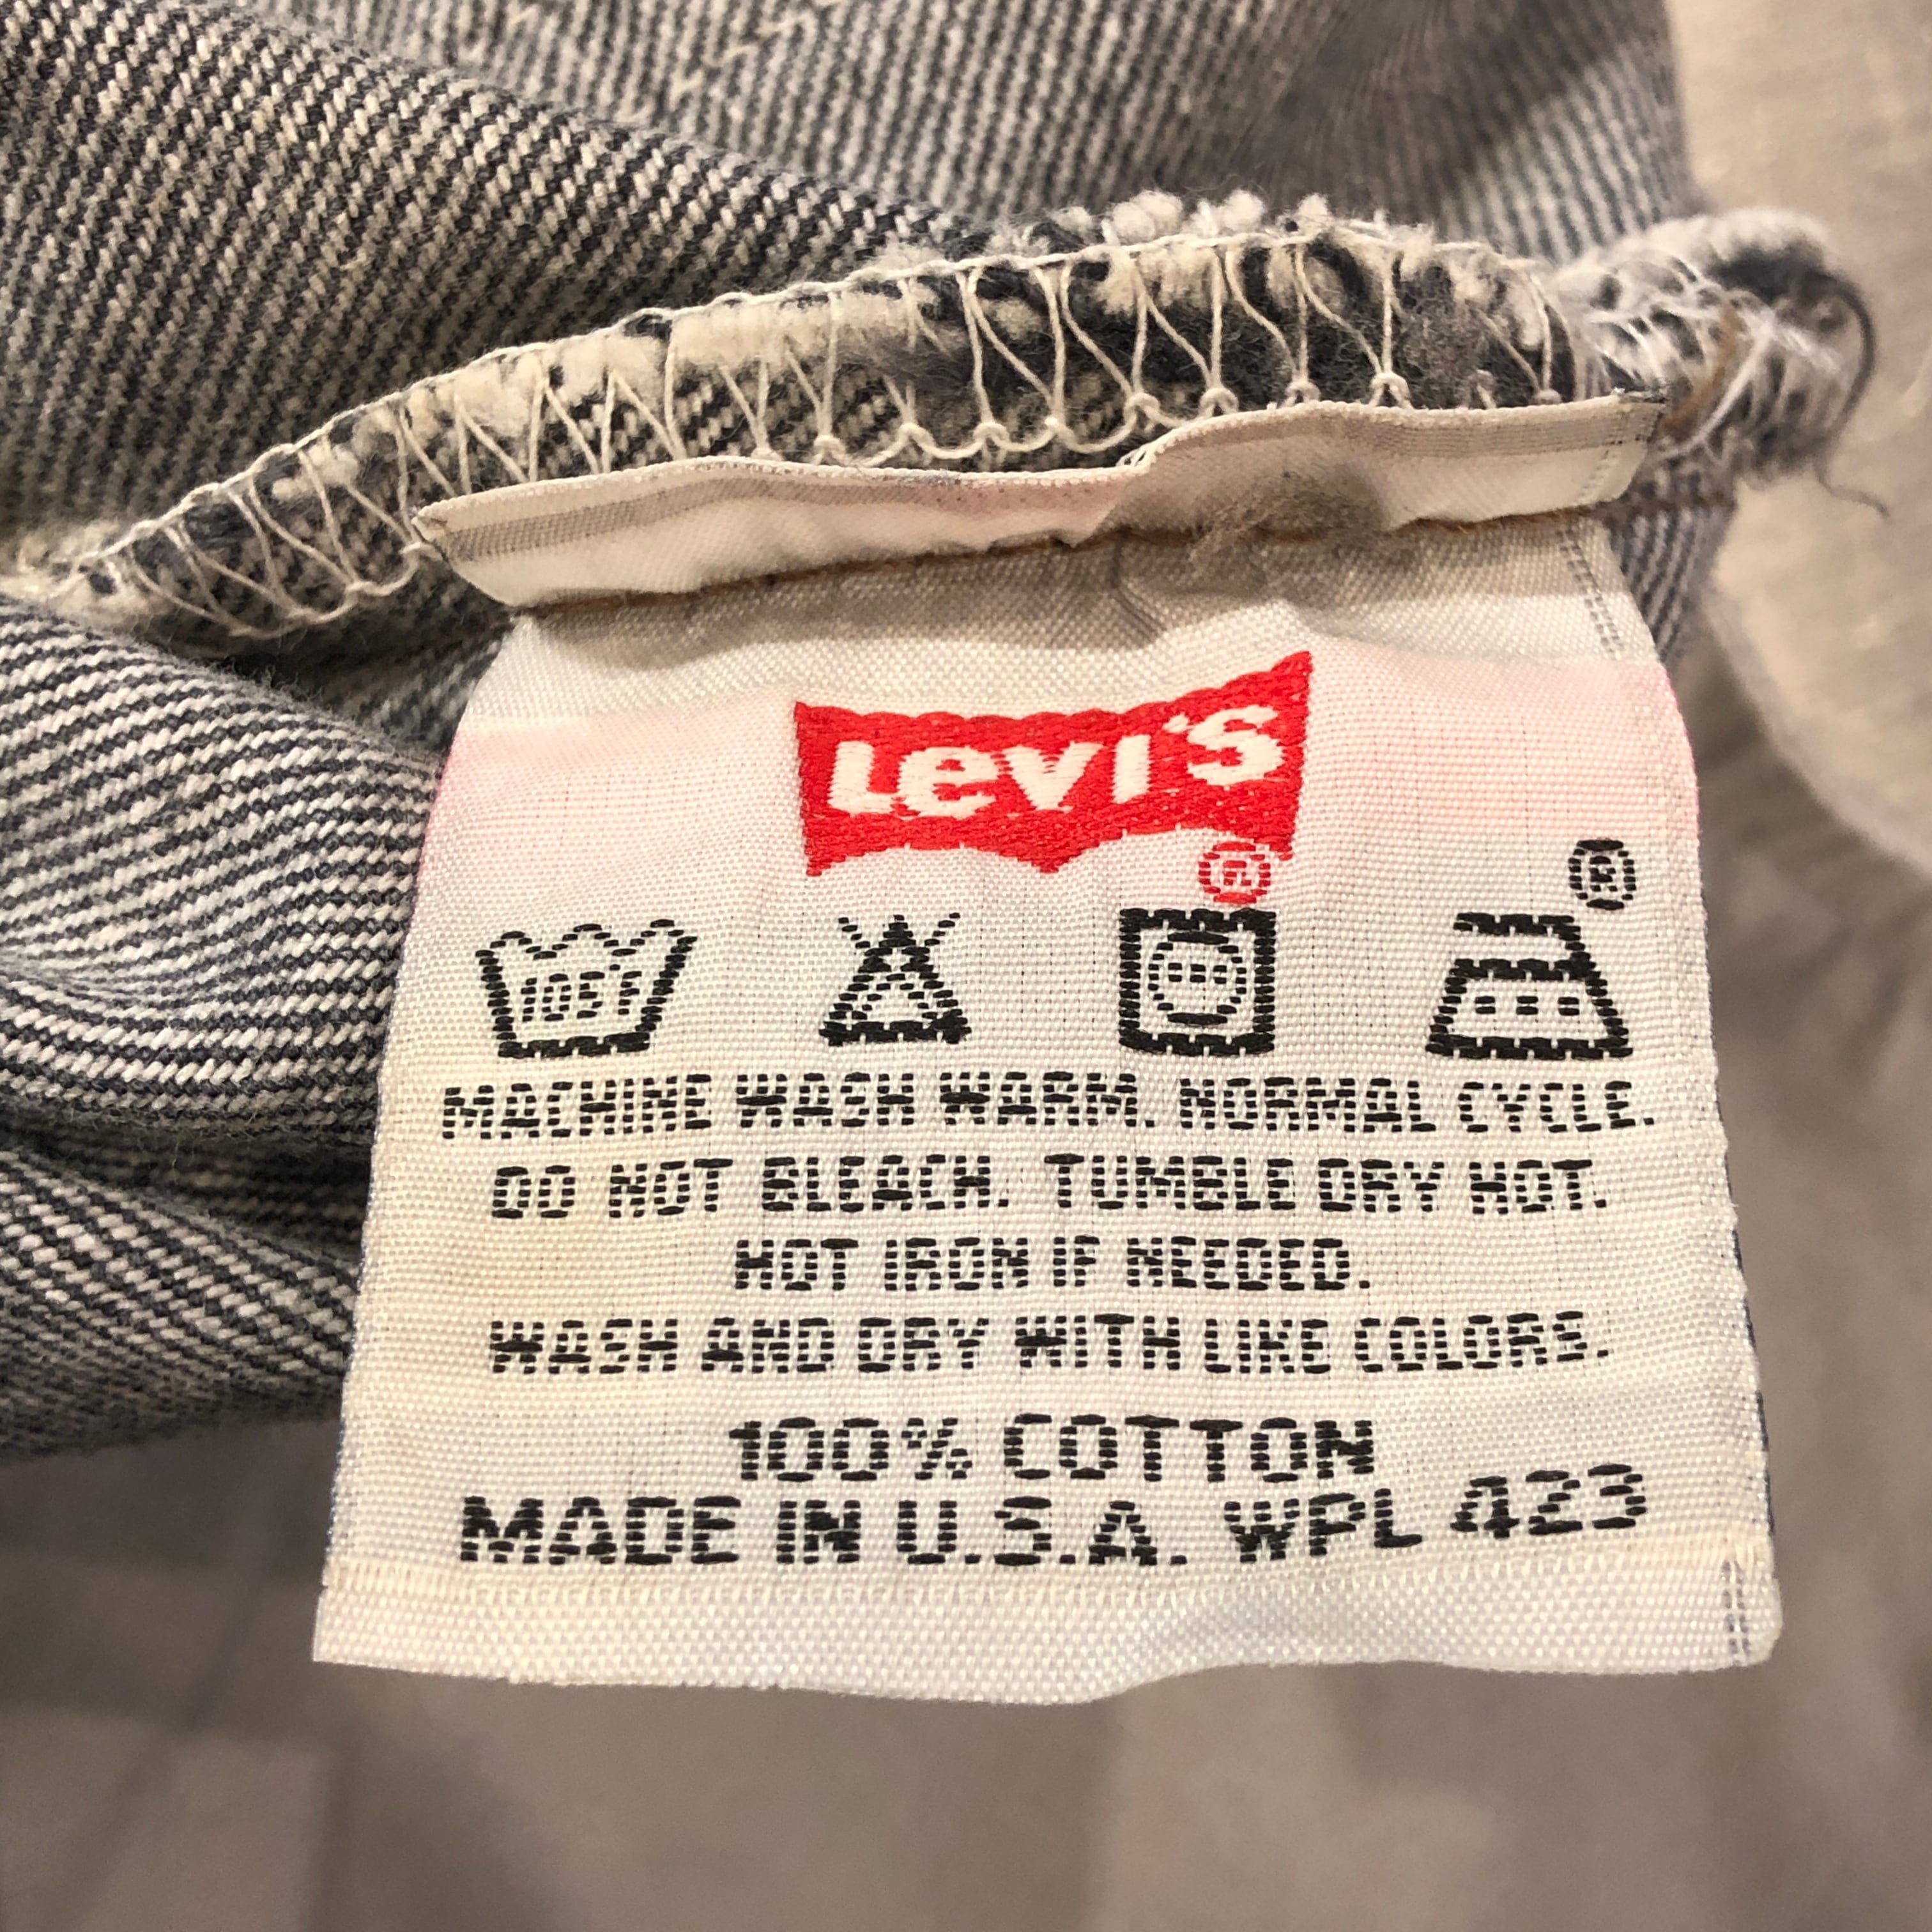 LEVI'S
®
®
105°F
MACHINE WASH WARM. NORMAL CYCLE.
DO NOT BLEACH. TUMBLE DRY HOT.
HOT IRON IF NEEDED.
WASH AND DRY WITH LIKE COLORS.
100% COTTON
MADE IN U.S.A. WPL 423